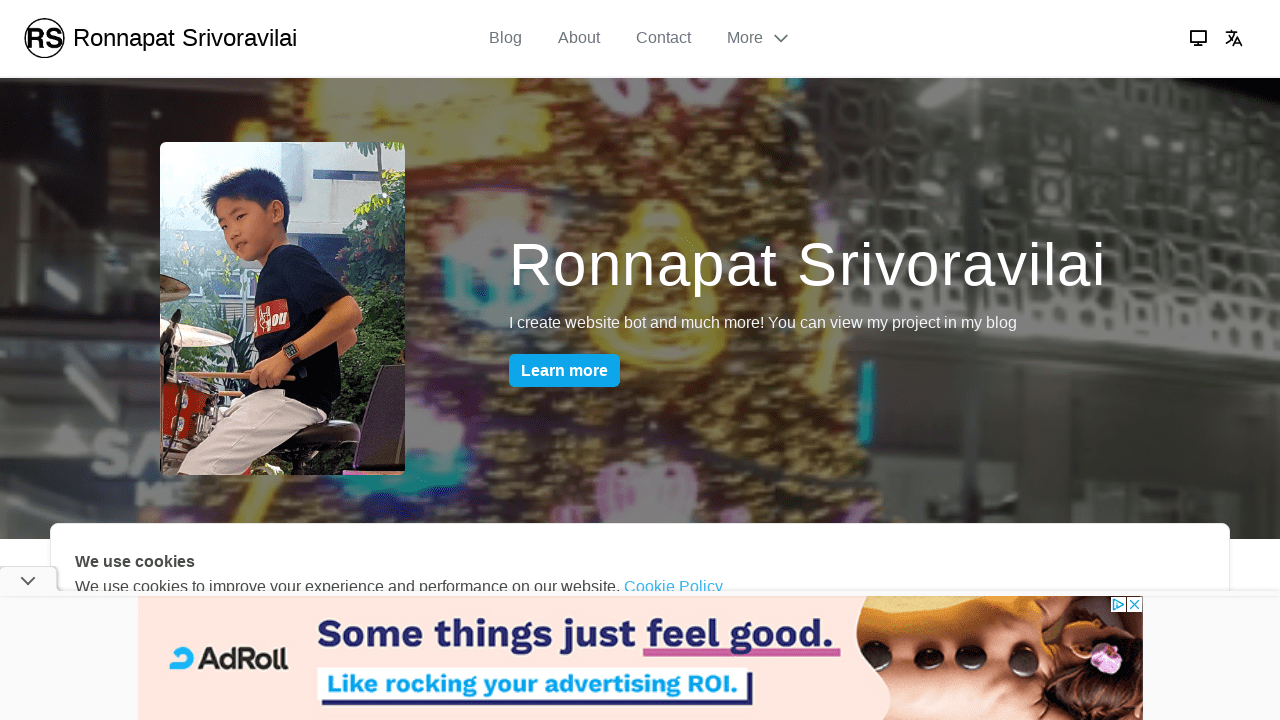 RS Ronnapat Srivoravilai
Blog
About
Contact
More
Ronnapat Srivoravilai
I create website bot and much more! You can view my project in my blog
Learn more
We use cookies
We use cookies to improve your experience and performance on our website. Cookie Policy
AdRoll
Some things just feel good.
Like rocking your advertising ROI.